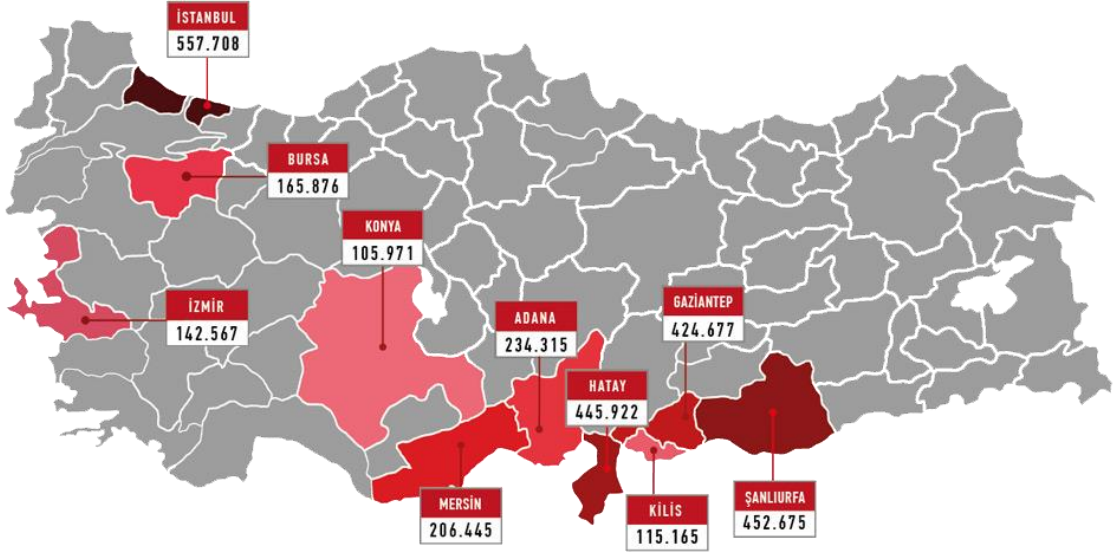 İSTANBUL
557.708
BURSA
165.876
KONYA
105.971
İZMİR
142.567
ADANA
234.315
GAZİANTEP
424.677
HATAY
445.922
MERSİN
206.445
KİLİS
115.165
ŞANLIURFA
452.675